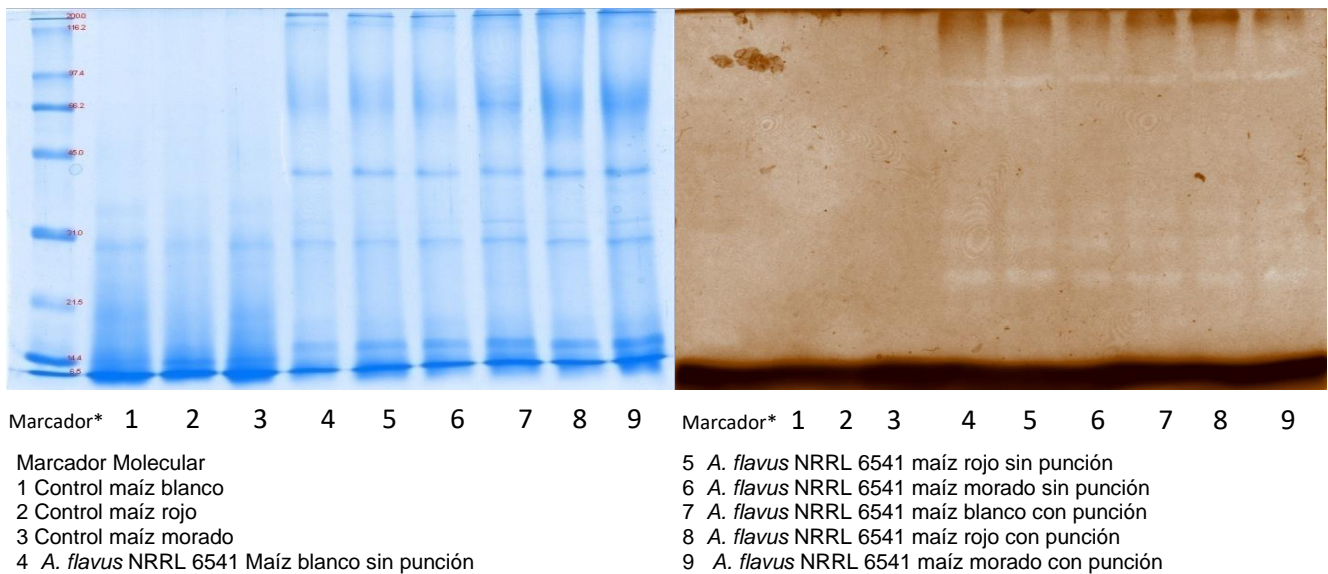 200.0
116.2
97.4
66.2
45.0
31.0
21.5
14.4
6.5
Marcador* 1 2 3 4 5 6 7 8 9
Marcador* 1 2 3 4 5 6 7 8 9
Marcador Molecular
1 Control maíz blanco
2 Control maíz rojo
3 Control maíz morado
4 A. flavus NRRL 6541 Maíz blanco sin punción
5 A. flavus NRRL 6541 maíz rojo sin punción
6 A. flavus NRRL 6541 maíz morado sin punción
7 A. flavus NRRL 6541 maíz blanco con punción
8 A. flavus NRRL 6541 maíz rojo con punción
9 A. flavus NRRL 6541 maíz morado con punción